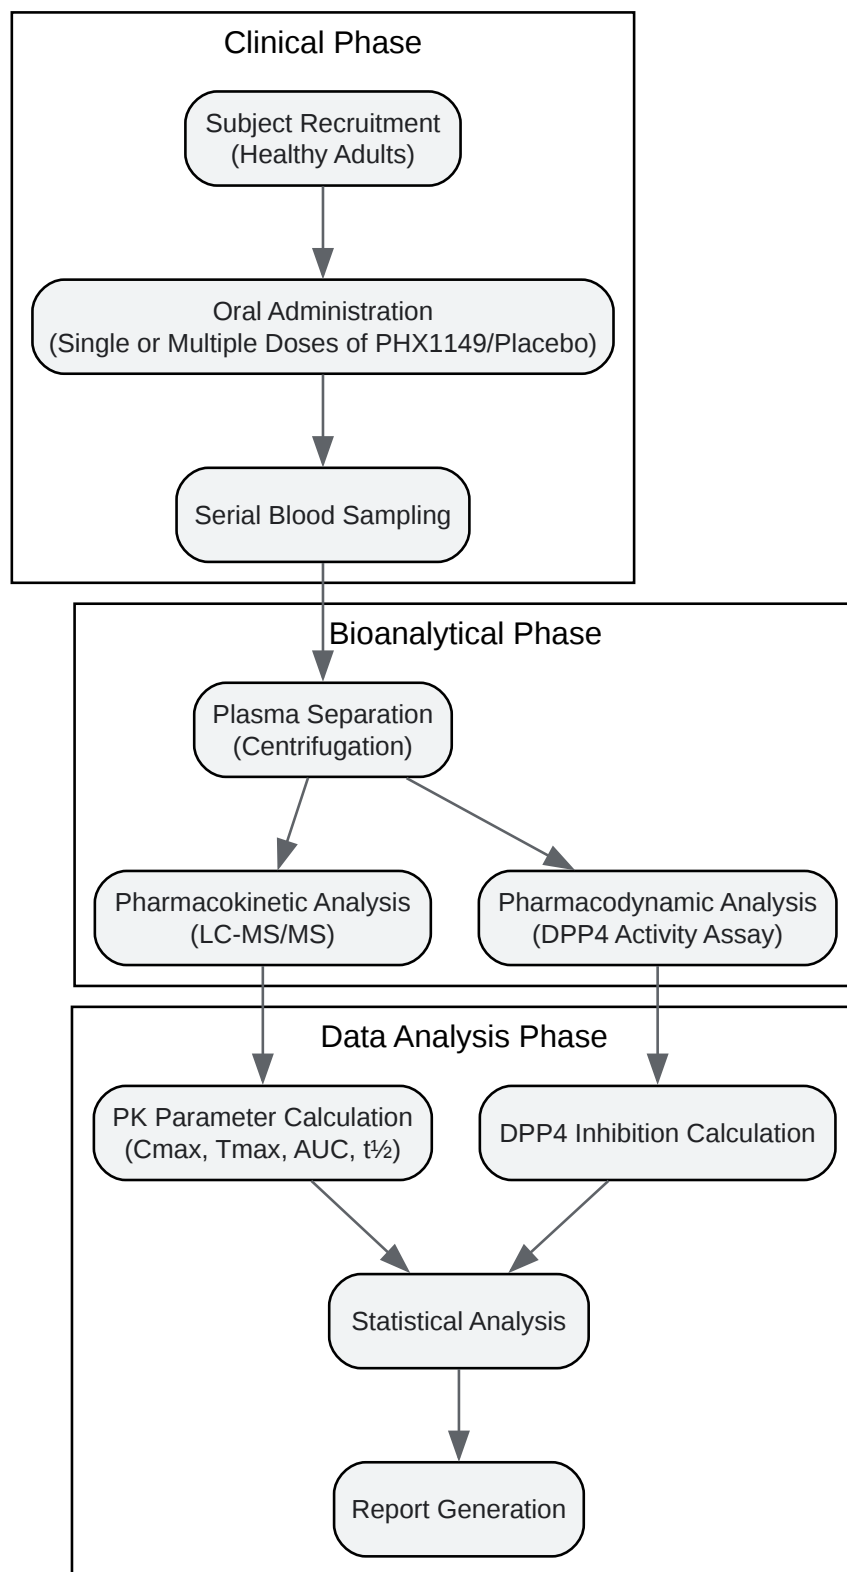 Clinical Phase
Subject Recruitment
(Healthy Adults)
Oral Administration
(Single or Multiple Doses of PHX1149/Placebo)
Serial Blood Sampling
Bioanalytical Phase
Plasma Separation
(Centrifugation)
Pharmacokinetic Analysis
(LC-MS/MS)
Pharmacodynamic Analysis
(DPP4 Activity Assay)
Data Analysis Phase
PK Parameter Calculation
(Cmax, Tmax, AUC, t½)
DPP4 Inhibition Calculation
Statistical Analysis
Report Generation